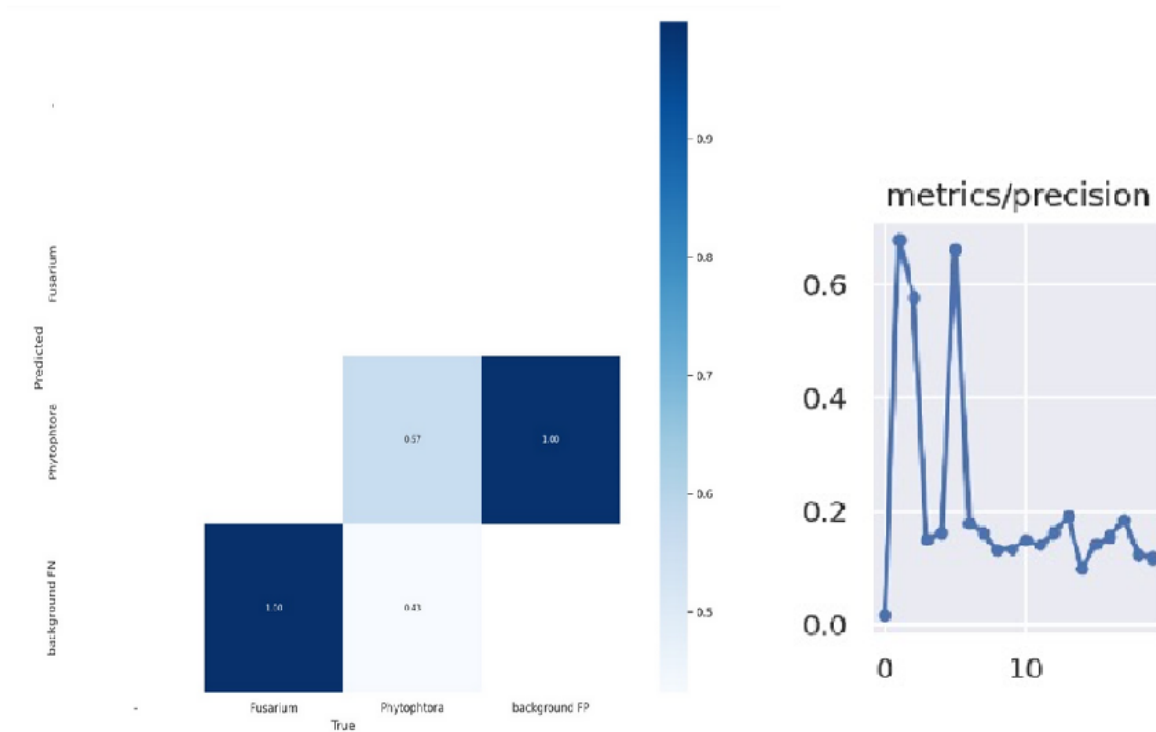 0.9
0.8
0.7
0.6
0.5
Predicted
Fusarium
Phytophtora
background FN
0.57
1.00
1.00
0.43
-
Fusarium
Phytophtora
background FP
True
metrics/precision
0.6
0.4
0.2
0.0
0
10